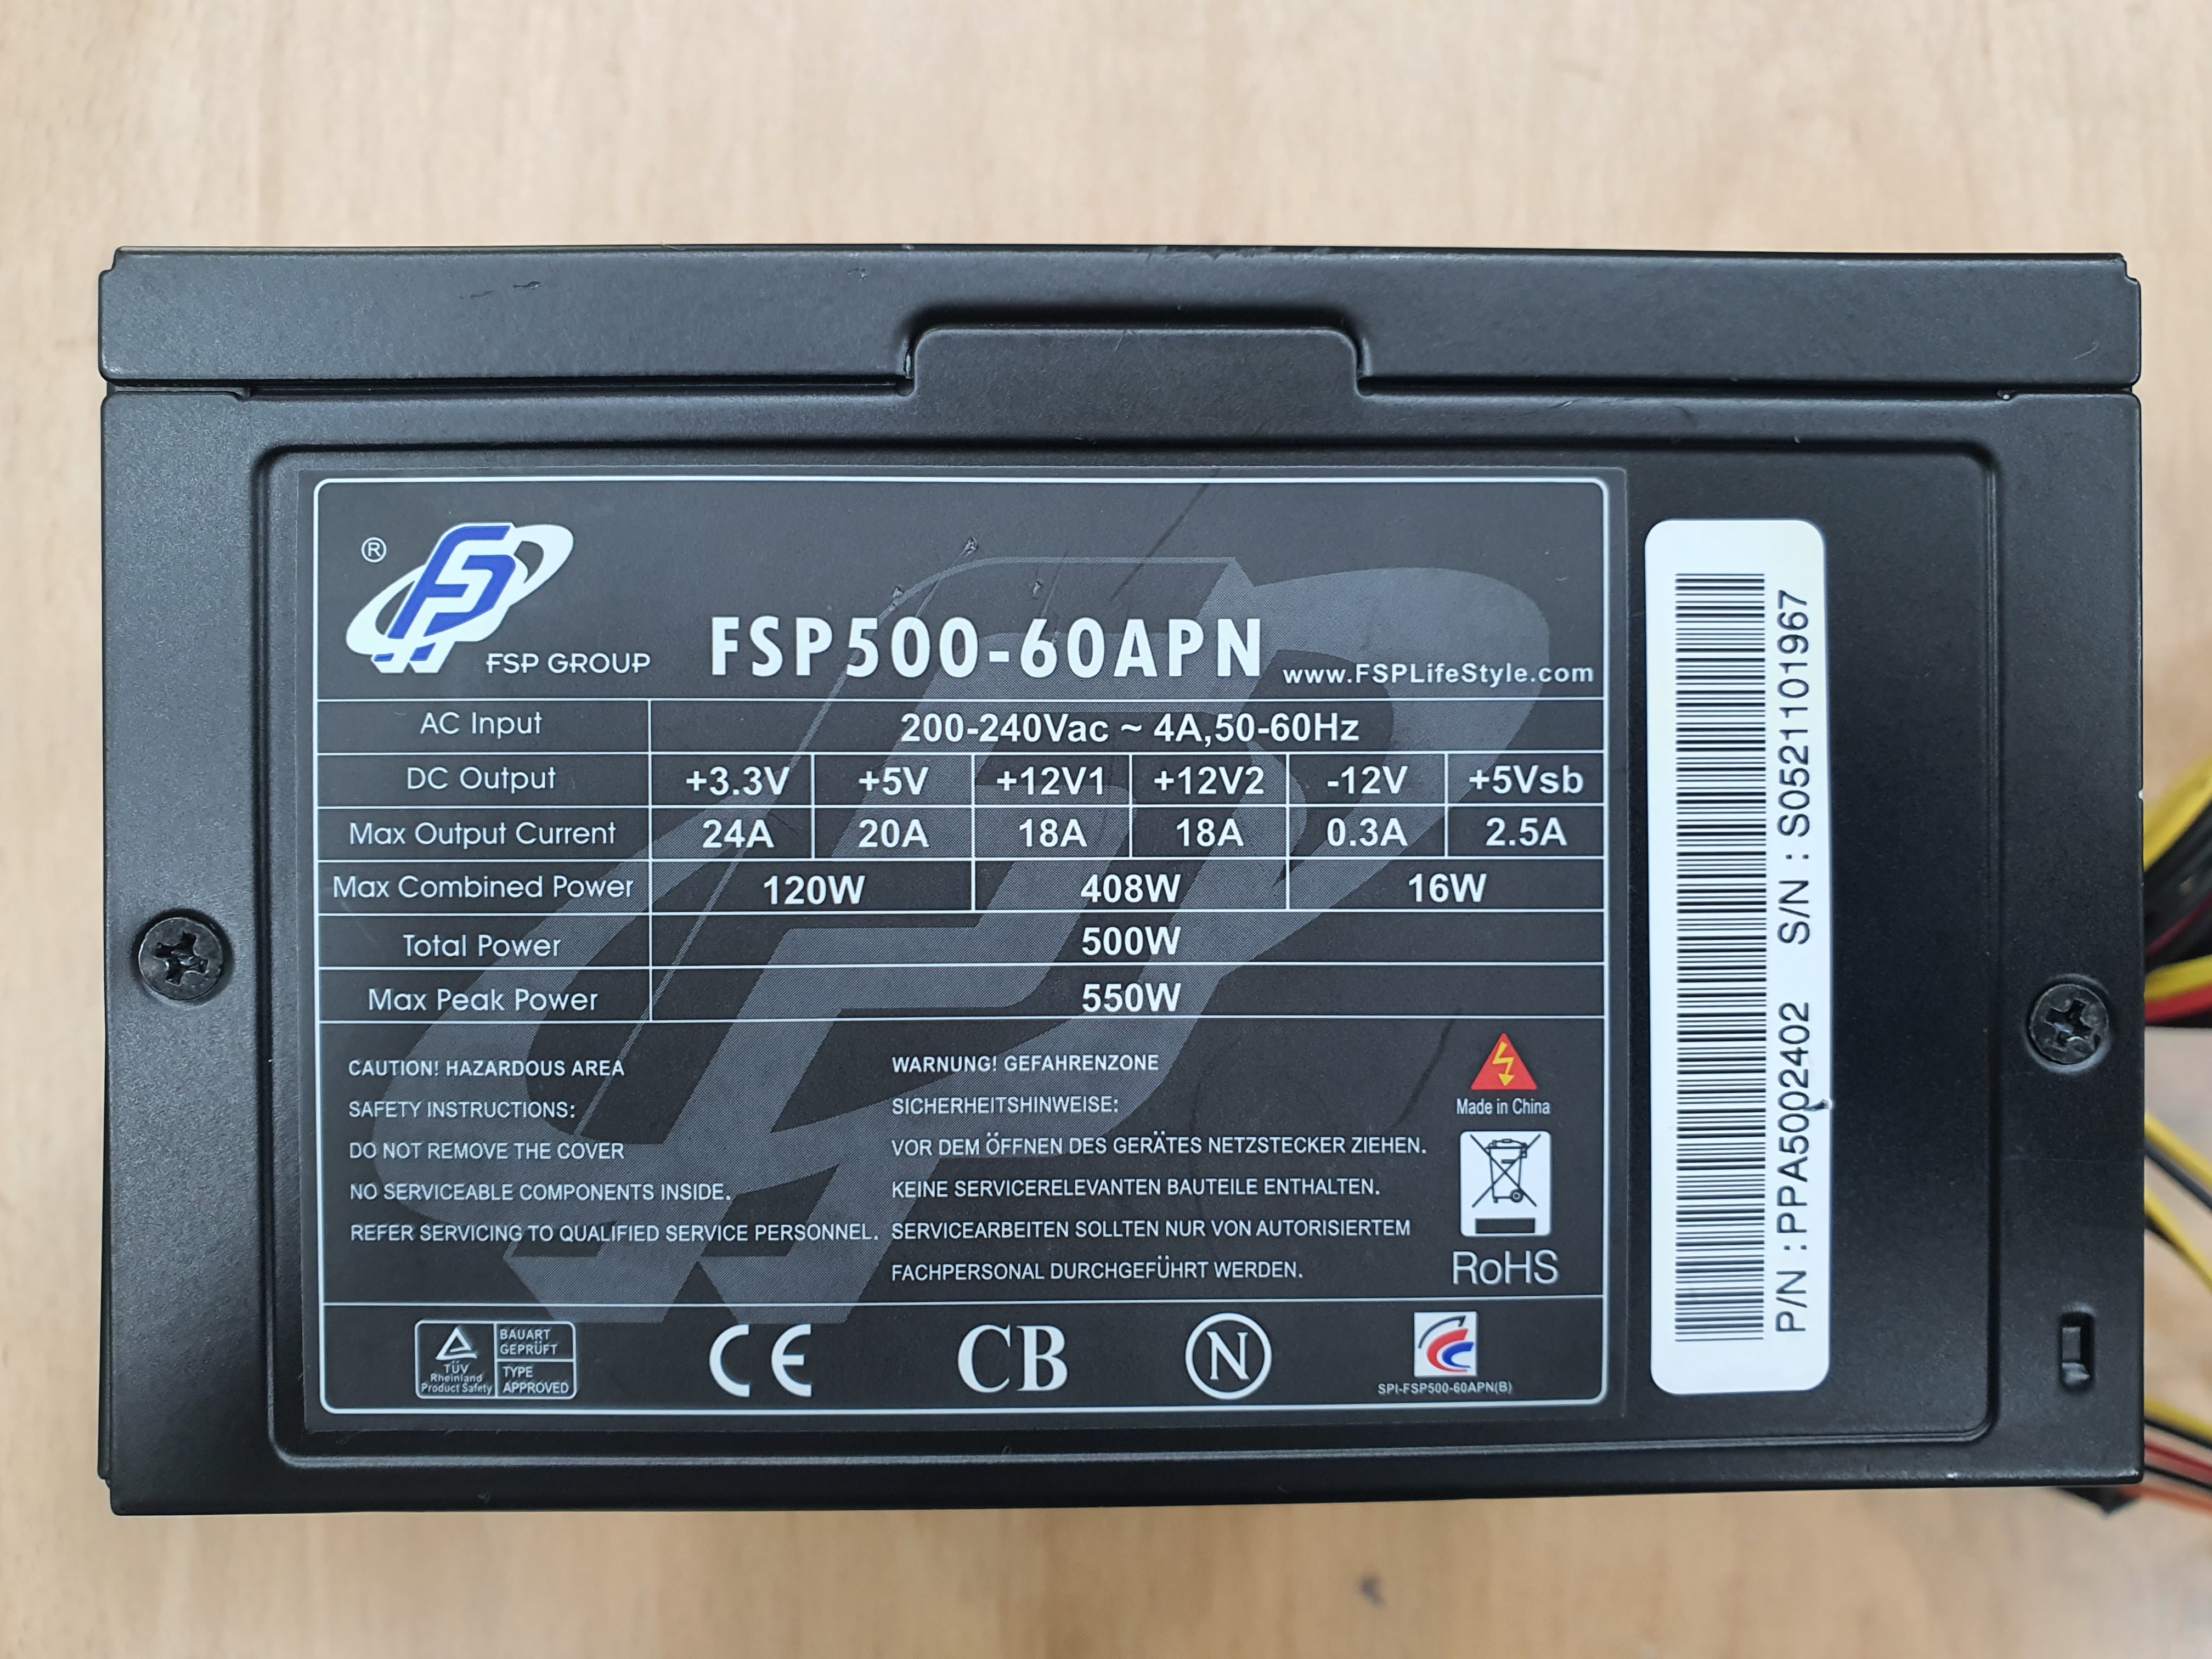 ®
FSP GROUP
FSP500-60APN
www.FSPLifeStyle.com
AC Input 200-240Vac ~ 4A,50-60Hz
DC Output +3.3V +5V +12V1 +12V2 -12V +5Vsb
Max Output Current 24A 20A 18A 18A 0.3A 2.5A
Max Combined Power 120W 408W 16W
Total Power 500W
Max Peak Power 550W
CAUTION! HAZARDOUS AREA
SAFETY INSTRUCTIONS:
DO NOT REMOVE THE COVER
NO SERVICEABLE COMPONENTS INSIDE.
REFER SERVICING TO QUALIFIED SERVICE PERSONNEL.
WARNUNG! GEFAHRENZONE
SICHERHEITSHINWEISE:
VOR DEM ÖFFNEN DES GERÄTES NETZSTECKER ZIEHEN.
KEINE SERVICERELEVANTEN BAUTEILE ENTHALTEN.
SERVICEARBEITEN SOLLTEN NUR VON AUTORISIERTEM
FACHPERSONAL DURCHGEFÜHRT WERDEN.
Made in China
RoHS
TÜV
Rheinland
Product Safety
BAUART
GEPRÜFT
TYPE
APPROVED
CE
CB
N
SPI-FSP500-60APN(B)
P/N : PPA5002402 S/N : S0521101967